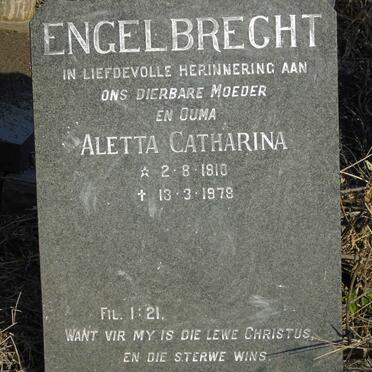 ENGELBRECHT
IN LIEFDEVOLLE HERINNERING AAN
ONS DIERBARE MOEDER
EN OUMA
ALETTA CATHARINA
☆ 2-8-1910
✝ 13-3-1978
FIL. 1:21.
WANT VIR MY IS DIE LEWE CHRISTUS,
EN DIE STERWE WINS.